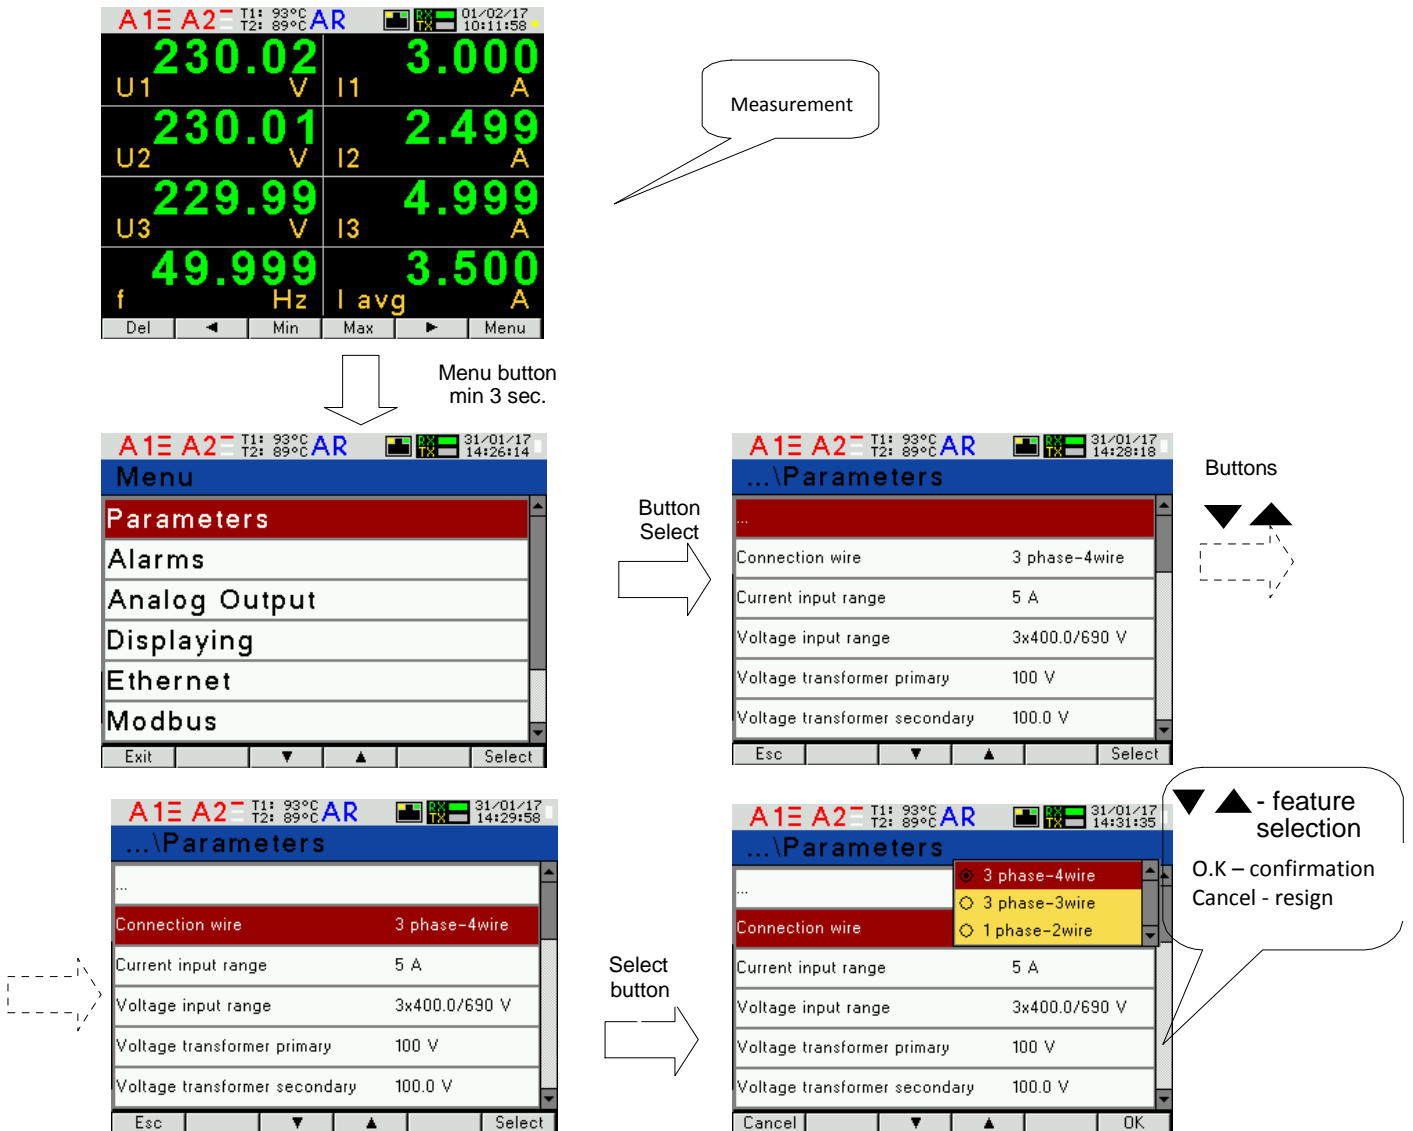 A1 A2 T1: 93°C T2: 89°C AR RX TX 01/02/17 10:11:58
230.02 U1 V
3.000 I1 A
230.01 U2 V
2.499 I2 A
229.99 U3 V
4.999 I3 A
49.999 f Hz
3.500 I avg A
Del ◄ Min Max ► Menu
Measurement
Menu button
min 3 sec.
A1 A2 T1: 93°C T2: 89°C AR RX TX 31/01/17 14:26:14
Menu
Parameters
Alarms
Analog Output
Displaying
Ethernet
Modbus
Exit ▼ ▲ Select
Button
Select
A1 A2 T1: 93°C T2: 89°C AR RX TX 31/01/17 14:28:18
...\Parameters
...
Connection wire 3 phase-4wire
Current input range 5 A
Voltage input range 3x400.0/690 V
Voltage transformer primary 100 V
Voltage transformer secondary 100.0 V
Esc ▼ ▲ Select
Buttons
▼ ▲
A1 A2 T1: 93°C T2: 89°C AR RX TX 31/01/17 14:29:58
...\Parameters
...
Connection wire 3 phase-4wire
Current input range 5 A
Voltage input range 3x400.0/690 V
Voltage transformer primary 100 V
Voltage transformer secondary 100.0 V
Esc ▼ ▲ Select
Select
button
A1 A2 T1: 93°C T2: 89°C AR RX TX 31/01/17 14:31:35
...\Parameters
...
3 phase-4wire
3 phase-3wire
1 phase-2wire
Connection wire
Current input range 5 A
Voltage input range 3x400.0/690 V
Voltage transformer primary 100 V
Voltage transformer secondary 100.0 V
Cancel ▼ ▲ OK
▼ ▲ - feature
selection
O.K – confirmation
Cancel - resign